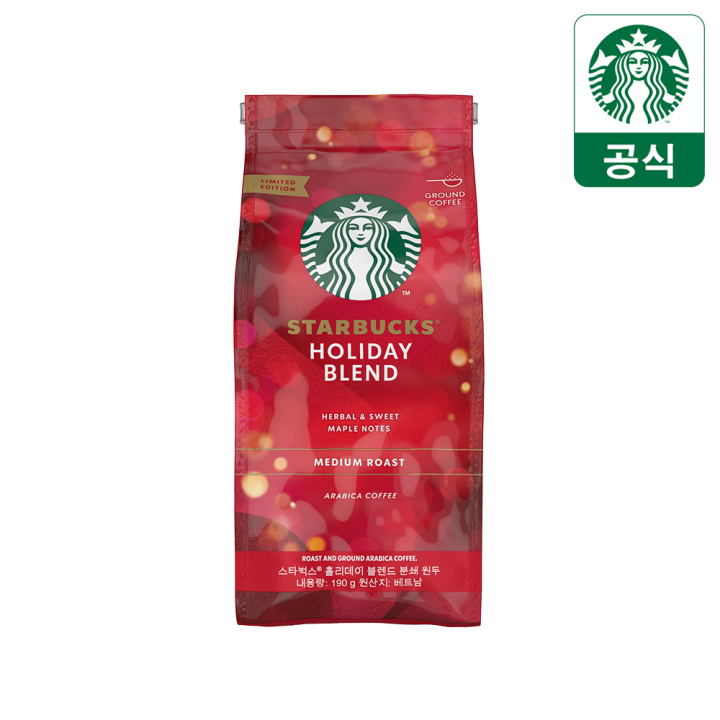 공식
LIMITED
EDITION
GROUND
COFFEE
TM
STARBUCKS®
HOLIDAY
BLEND
HERBAL & SWEET
MAPLE NOTES
MEDIUM ROAST
ARABICA COFFEE
ROAST AND GROUND ARABICA COFFEE.
스타벅스® 홀리데이 블렌드 분쇄 원두
내용량: 190 g 원산지: 베트남